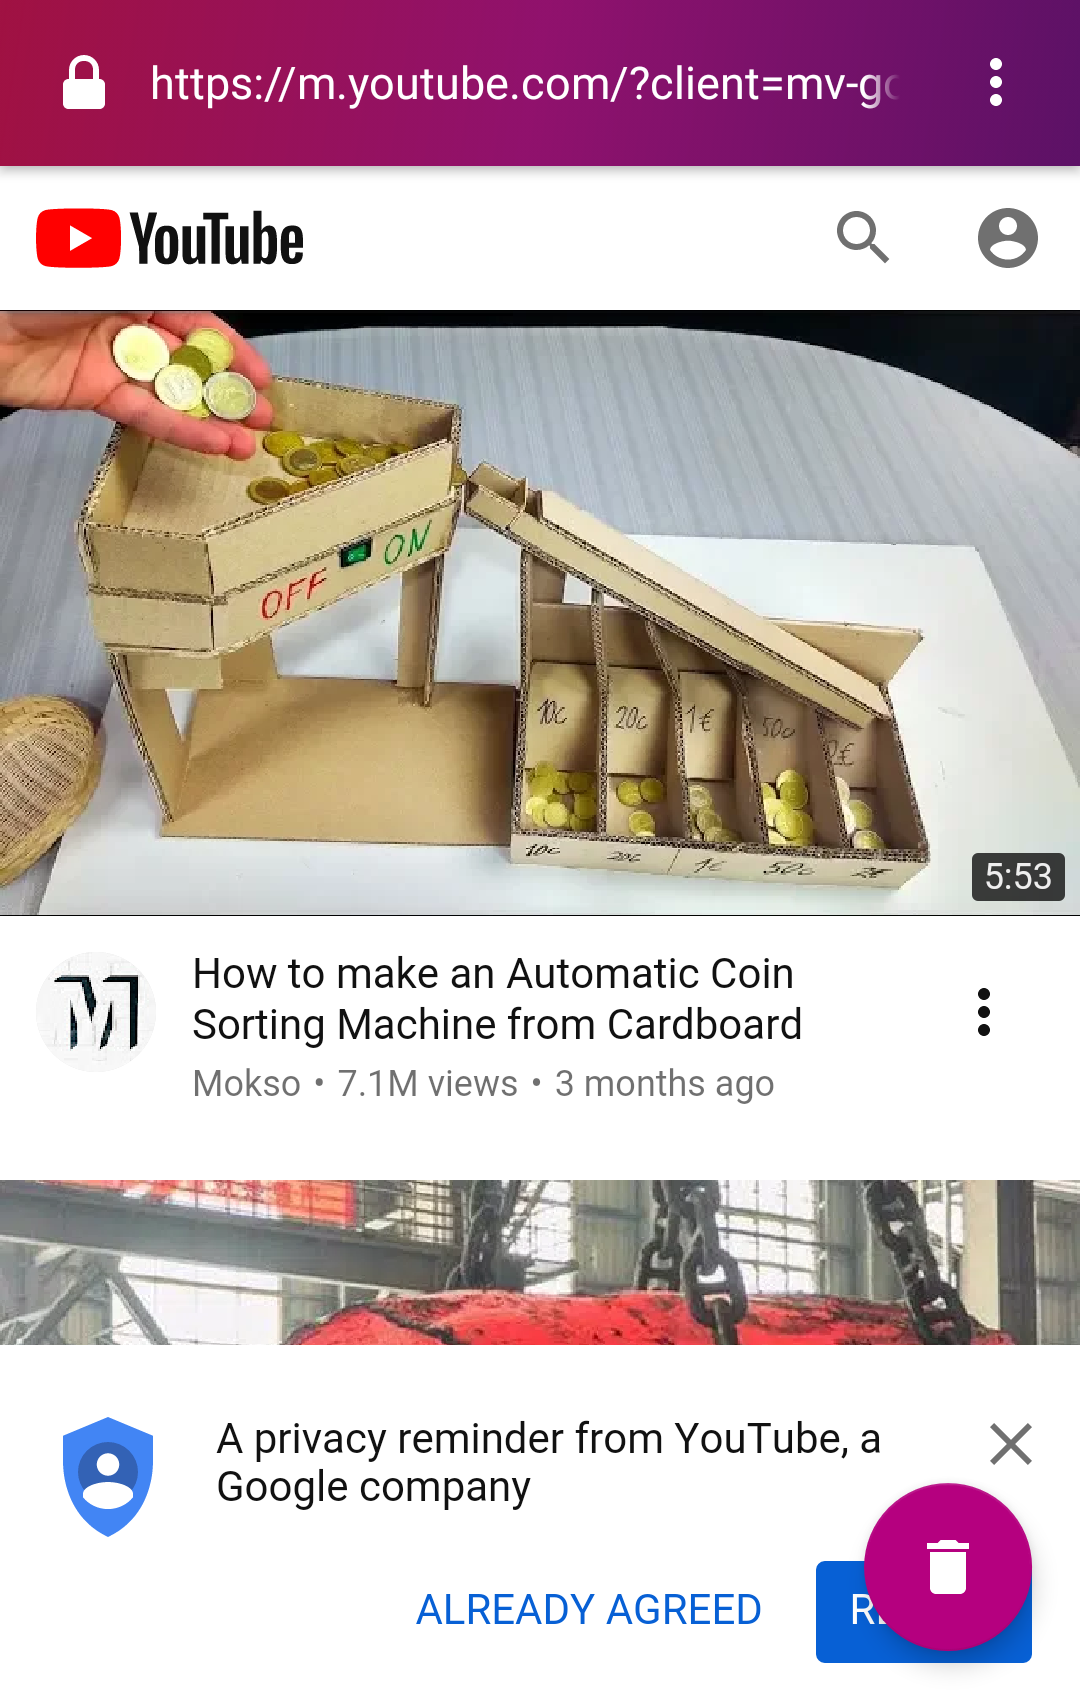 https://m.youtube.com/?client=mv-go
YouTube
OFF ON
10c 20c 1€ 50c 2€
10c 20c 1€ 50c 2€
5:53
How to make an Automatic Coin
Sorting Machine from Cardboard
Mokso • 7.1M views • 3 months ago
A privacy reminder from YouTube, a
Google company
ALREADY AGREED